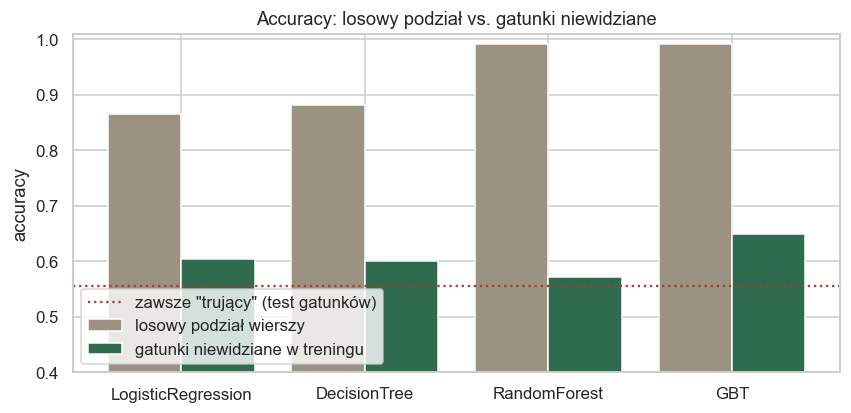 Accuracy: losowy podział vs. gatunki niewidziane
accuracy
1.0
0.9
0.8
0.7
0.6
0.5
0.4
zawsze "trujący" (test gatunków)
losowy podział wierszy
gatunki niewidziane w treningu
LogisticRegression DecisionTree RandomForest GBT